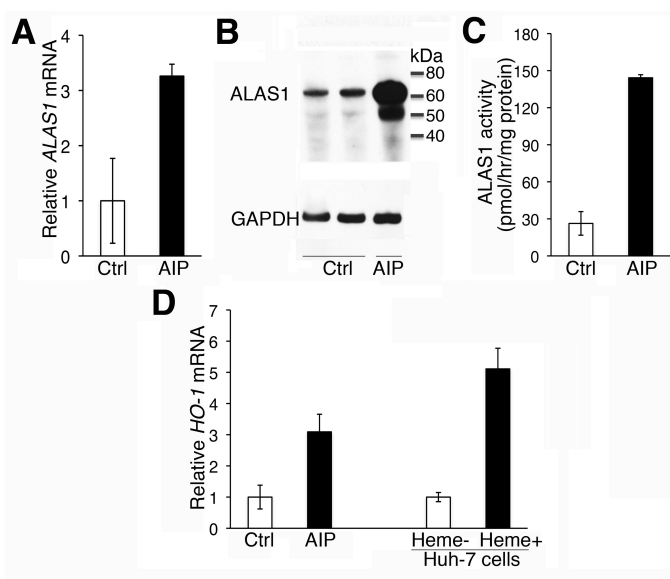 A
Relative ALAS1 mRNA
4
3
2
1
0
Ctrl AIP
B
kDa
ALAS1
80
60
50
40
GAPDH
Ctrl AIP
C
ALAS1 activity
(pmol/hr/mg protein)
180
150
120
90
60
30
0
Ctrl AIP
D
Relative HO-1 mRNA
7
6
5
4
3
2
1
0
Ctrl AIP Heme- Heme+
Huh-7 cells